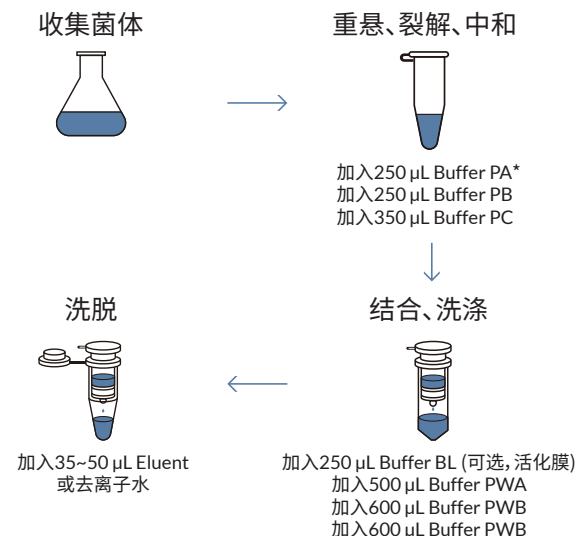 收集菌体
重悬、裂解、中和
加入250 μL Buffer PA*
加入250 μL Buffer PB
加入350 μL Buffer PC
结合、洗涤
加入250 μL Buffer BL (可选, 活化膜)
加入500 μL Buffer PWA
加入600 μL Buffer PWB
加入600 μL Buffer PWB
洗脱
加入35~50 μL Eluent
或去离子水